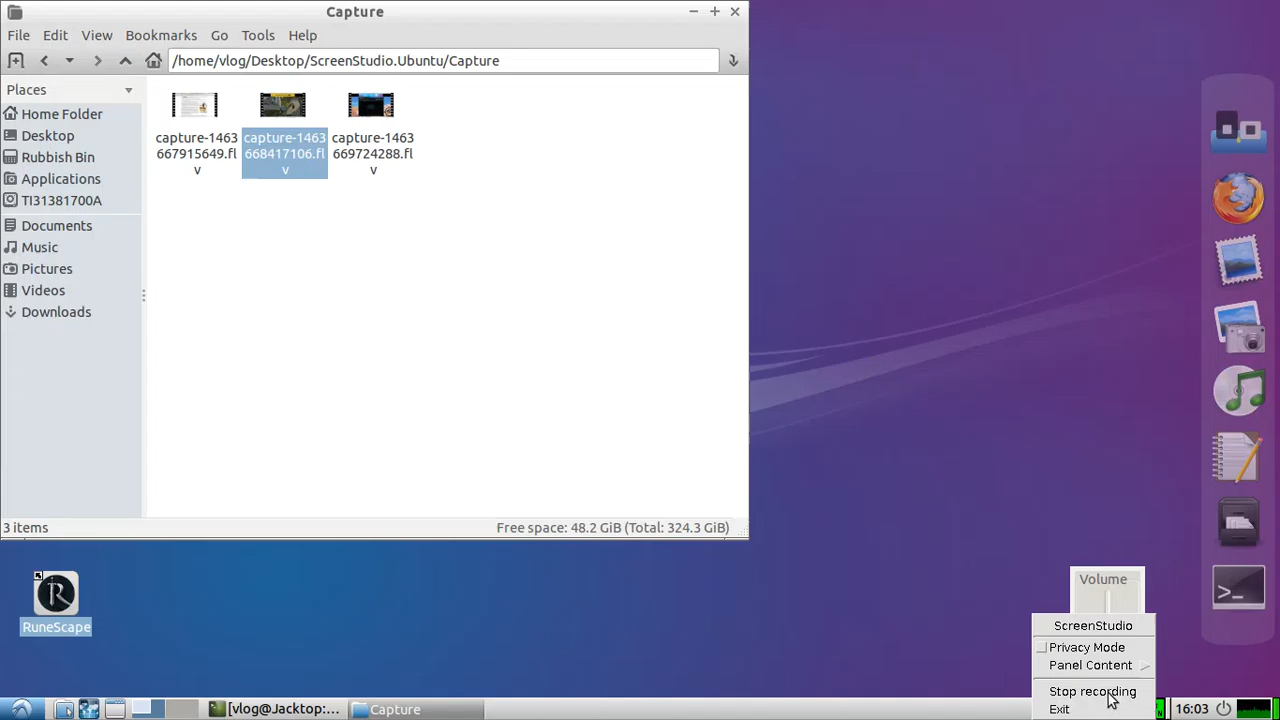 Capture
File Edit View Bookmarks Go Tools Help
/home/vlog/Desktop/ScreenStudio.Ubuntu/Capture
Places
Home Folder
Desktop
Rubbish Bin
Applications
TI31381700A
Documents
Music
Pictures
Videos
Downloads
capture-1463
667915649.fl
v
capture-1463
668417106.fl
v
capture-1463
669724288.fl
v
3 items
Free space: 48.2 GiB (Total: 324.3 GiB)
RuneScape
Volume
ScreenStudio
Privacy Mode
Panel Content
Stop recording
Exit
[vlog@Jacktop:...
Capture
16:03